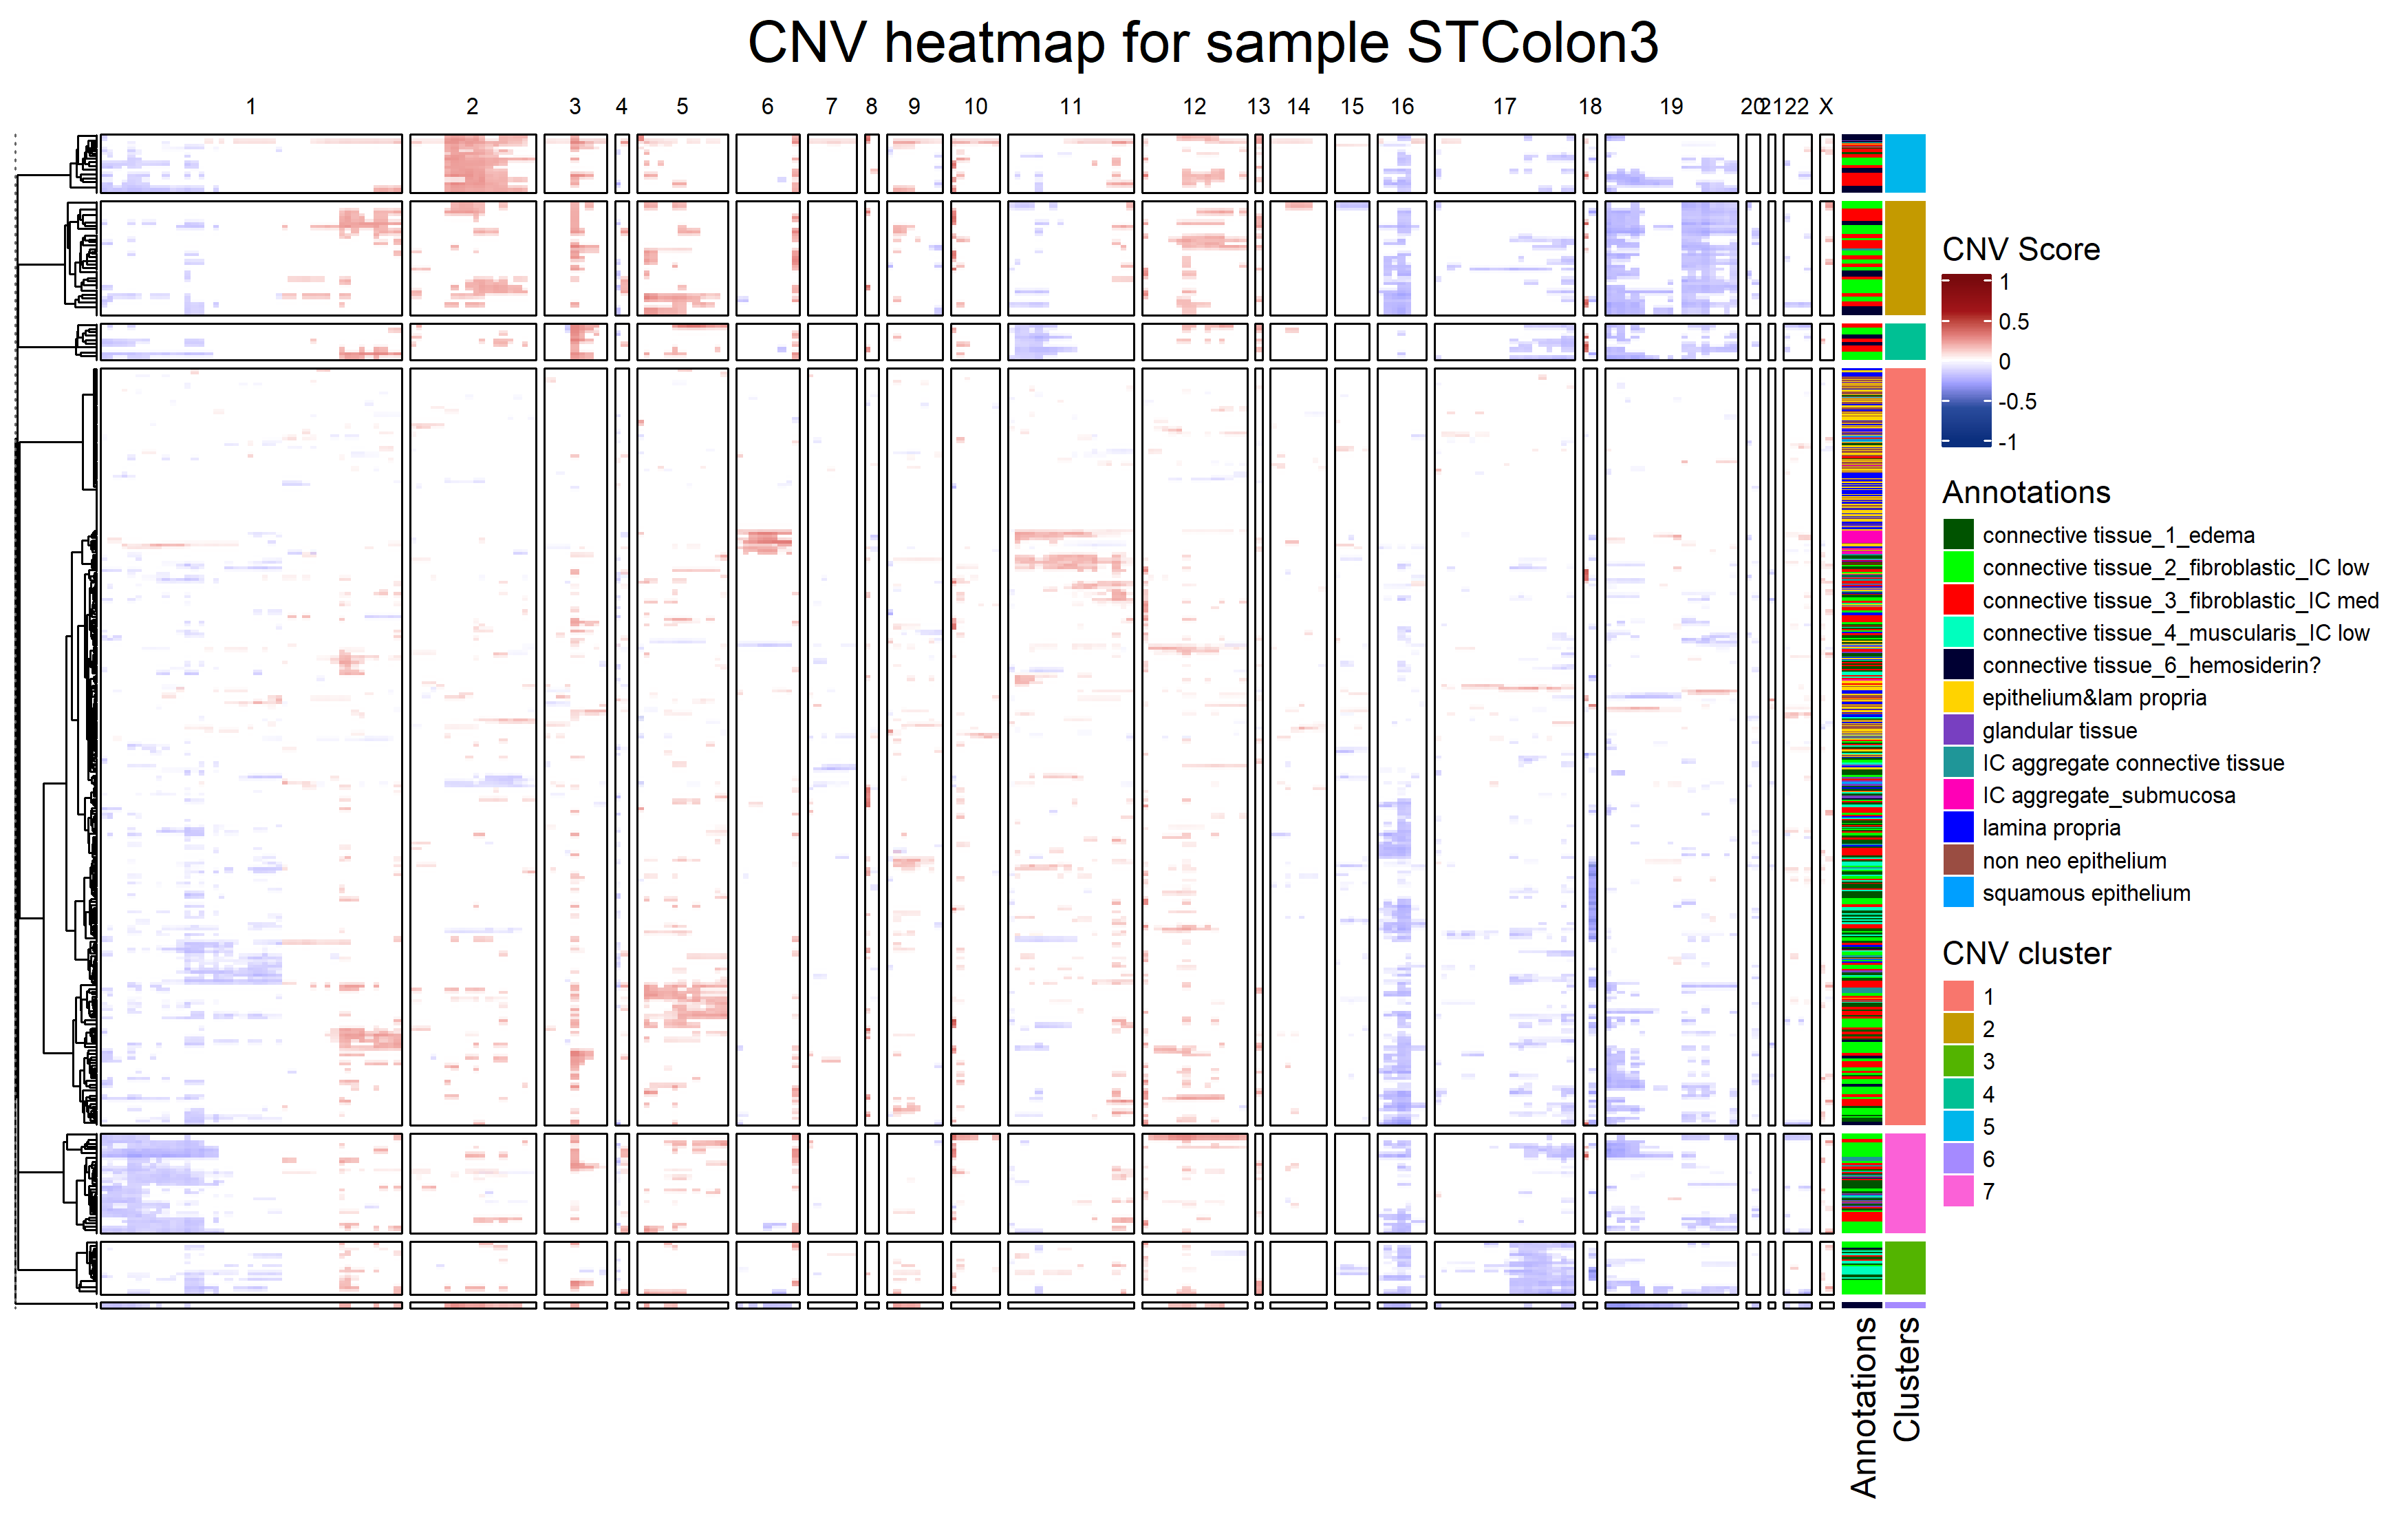 CNV heatmap for sample STColon3
1 2 3 4 5 6 7 8 9 10 11 12 13 14 15 16 17 18 19 20 21 22 X
CNV Score
1
0.5
0
-0.5
-1
Annotations
connective tissue_1_edema
connective tissue_2_fibroblastic_IC low
connective tissue_3_fibroblastic_IC med
connective tissue_4_muscularis_IC low
connective tissue_6_hemosiderin?
epithelium&lam propria
glandular tissue
IC aggregate connective tissue
IC aggregate_submucosa
lamina propria
non neo epithelium
squamous epithelium
CNV cluster
1
2
3
4
5
6
7
Annotations
Clusters